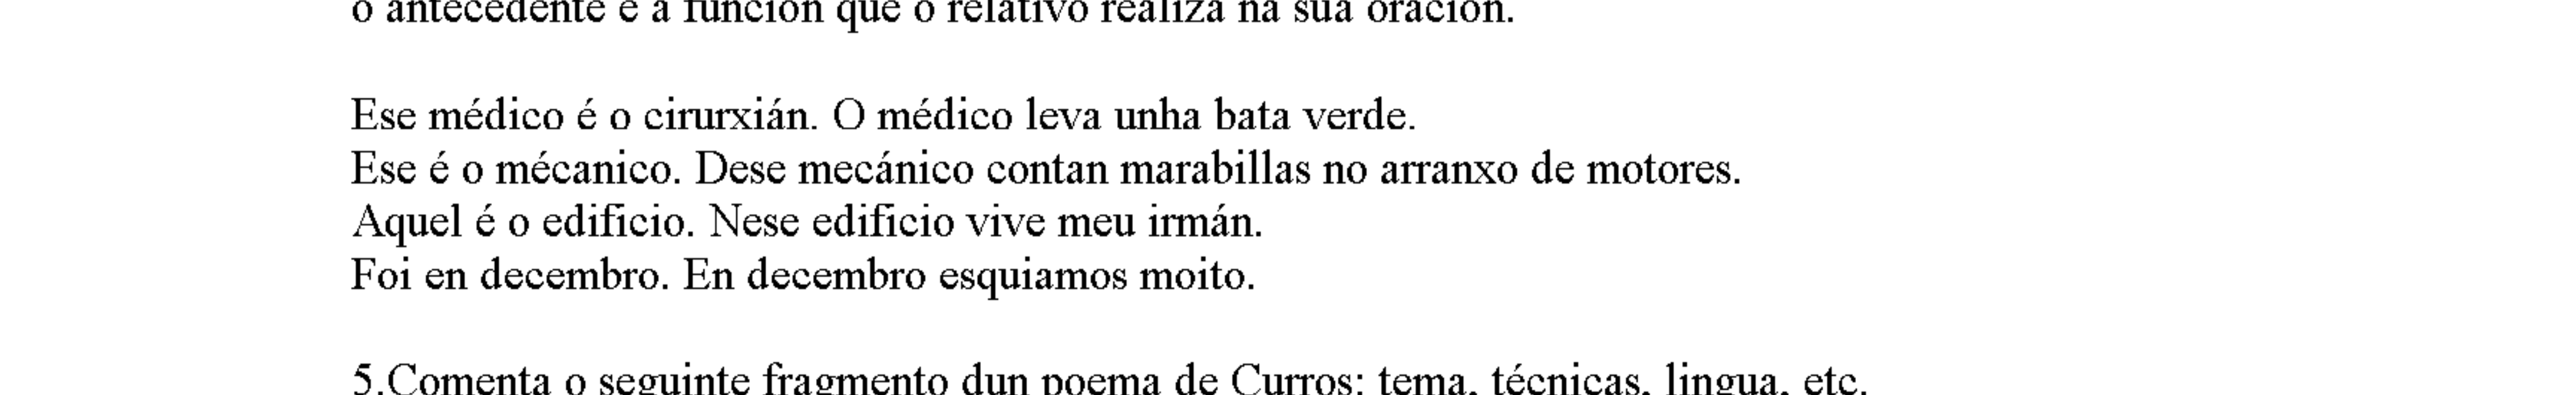 o antecedente e a función que o relativo realiza na súa oración.
Ese médico é o cirurxián. O médico leva unha bata verde.
Ese é o mécanico. Dese mecánico contan marabillas no arranxo de motores.
Aquel é o edificio. Nese edificio vive meu irmán.
Foi en decembro. En decembro esquiamos moito.
5.Comenta o seguinte fragmento dun poema de Curros: tema, técnicas, lingua, etc.